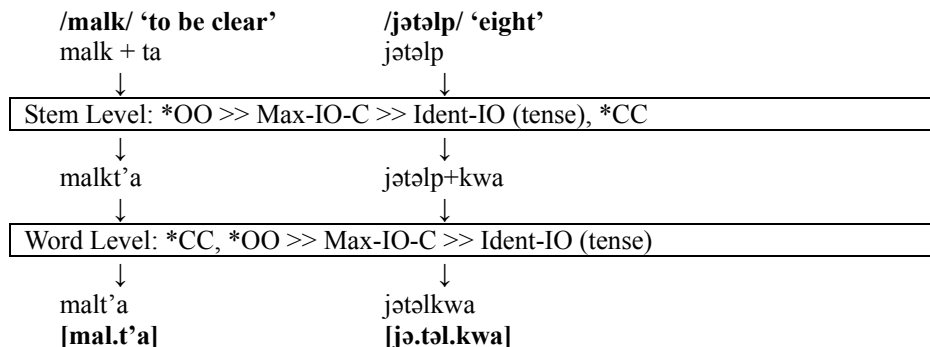 /malk/ ‘to be clear’ /jətəlp/ ‘eight’
malk + ta jətəlp
↓ ↓
Stem Level: *OO >> Max-IO-C >> Ident-IO (tense), *CC
↓ ↓
malkt’a jətəlp+kwa
↓ ↓
Word Level: *CC, *OO >> Max-IO-C >> Ident-IO (tense)
↓ ↓
malt’a jətəlkwa
[mal.t’a] [jə.təl.kwa]